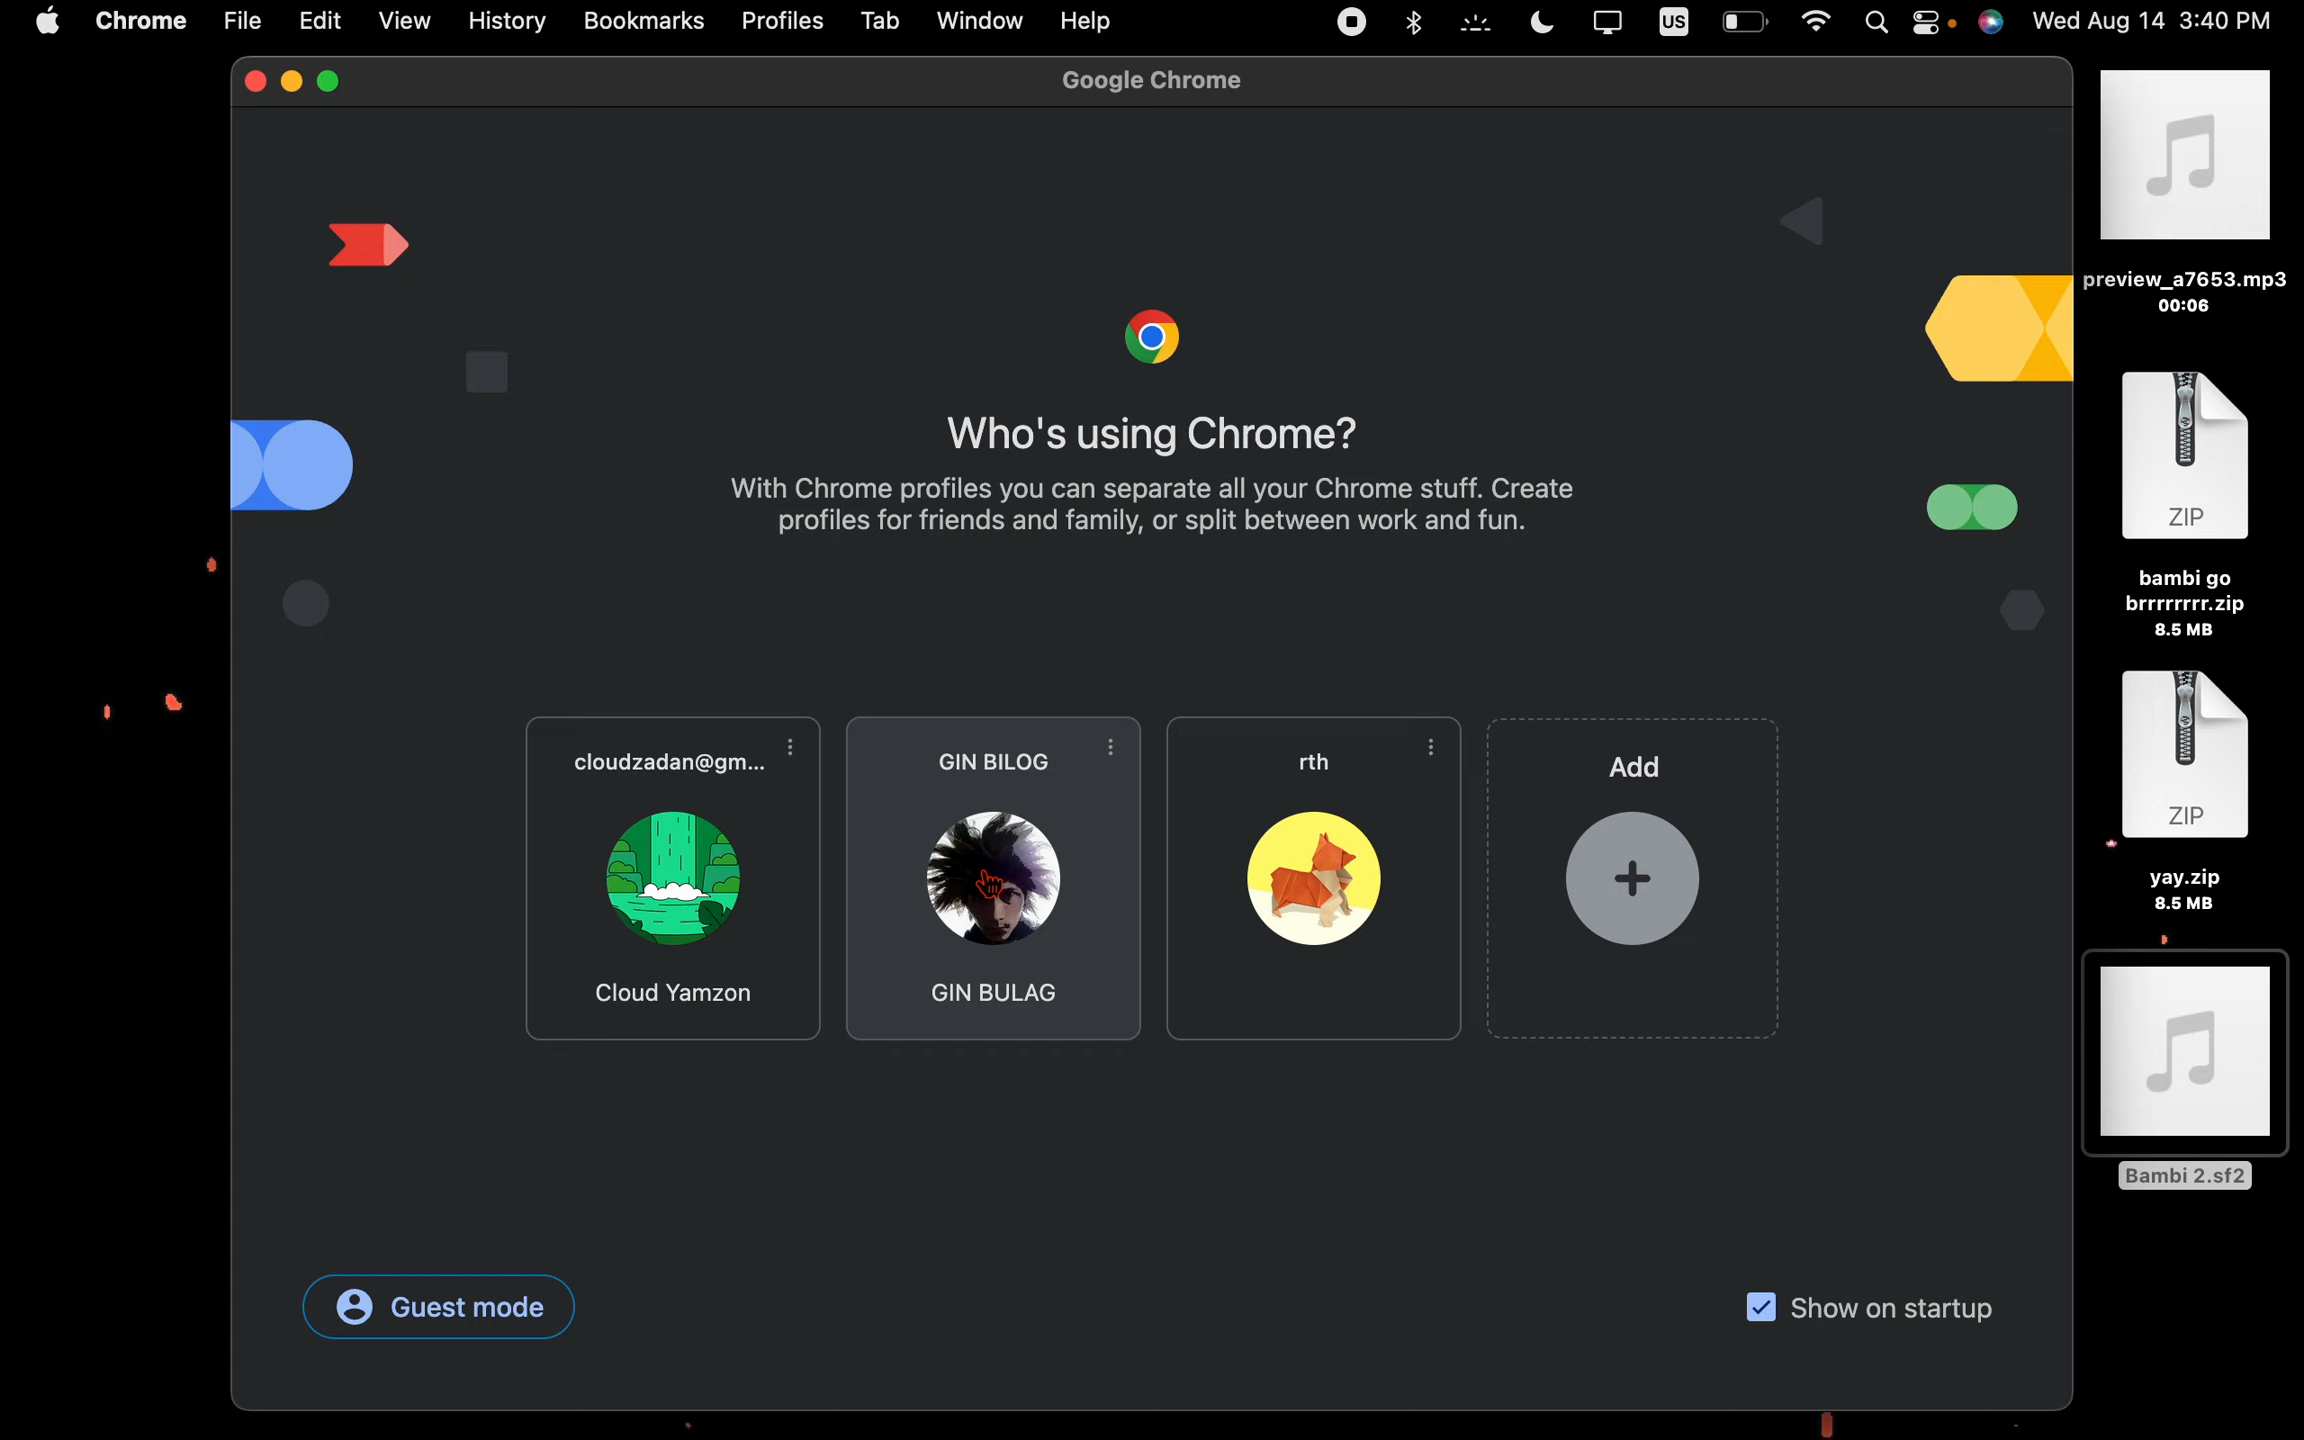 Chrome File Edit View History Bookmarks Profiles Tab Window Help US Wed Aug 14 3:40 PM
Google Chrome
Who's using Chrome?
With Chrome profiles you can separate all your Chrome stuff. Create
profiles for friends and family, or split between work and fun.
cloudzadan@gm...
Cloud Yamzon
GIN BILOG
GIN BULAG
rth
Add
Guest mode
Show on startup
preview_a7653.mp3
00:06
ZIP
bambi go
brrrrrrrr.zip
8.5 MB
ZIP
yay.zip
8.5 MB
Bambi 2.sf2